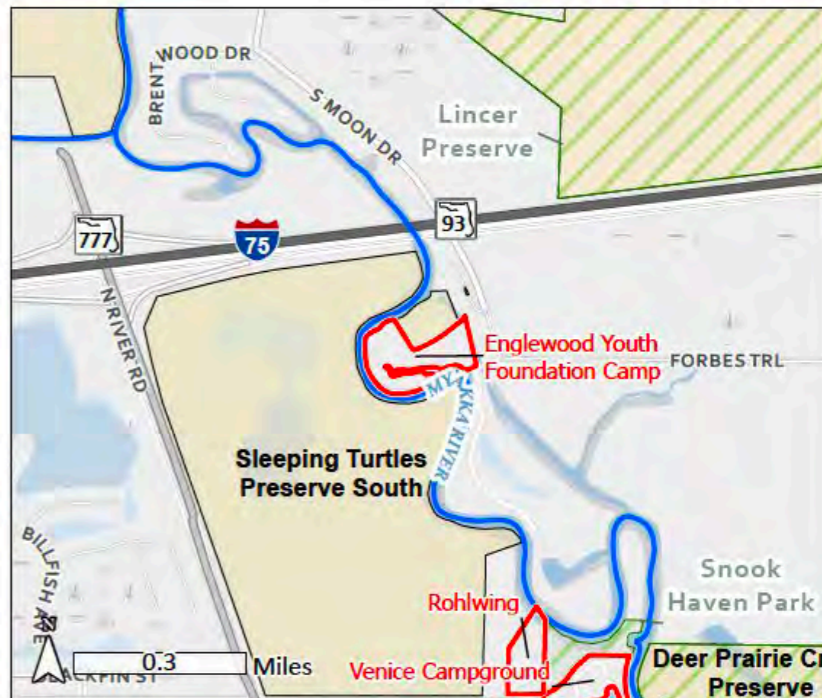 BRENTWOOD DR
S MOON DR
Lincer
Preserve
777
75
93
N RIVER RD
Englewood Youth
Foundation Camp
FORBES TRL
MYAKKA RIVER
Sleeping Turtles
Preserve South
BILLFISH AVE
Snook
Haven Park
Rohlwing
Venice Campground
Deer Prairie Cr
Preserve
0.3 Miles